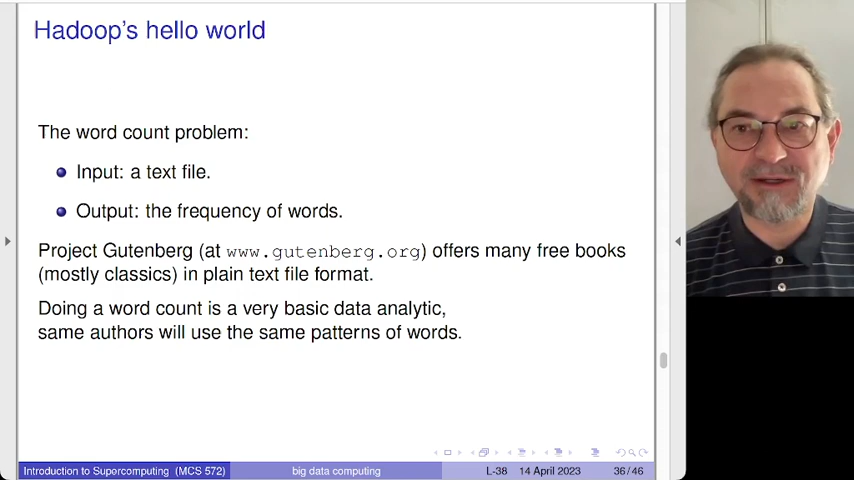 Hadoop's hello world
The word count problem:
Input: a text file.
Output: the frequency of words.
Project Gutenberg (at www.gutenberg.org) offers many free books
(mostly classics) in plain text file format.
Doing a word count is a very basic data analytic,
same authors will use the same patterns of words.
Introduction to Supercomputing (MCS 572) big data computing L-38 14 April 2023 36 / 46